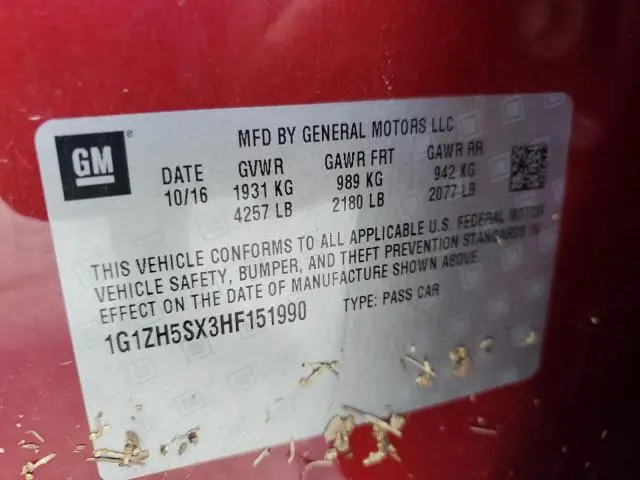 GM ®
MFD BY GENERAL MOTORS LLC
DATE GVWR GAWR FRT GAWR RR
10/16 1931 KG 989 KG 942 KG
4257 LB 2180 LB 2077 LB
THIS VEHICLE CONFORMS TO ALL APPLICABLE U.S. FEDERAL MOTOR
VEHICLE SAFETY, BUMPER, AND THEFT PREVENTION STANDARDS IN
EFFECT ON THE DATE OF MANUFACTURE SHOWN ABOVE.
1G1ZH5SX3HF151990 TYPE: PASS CAR